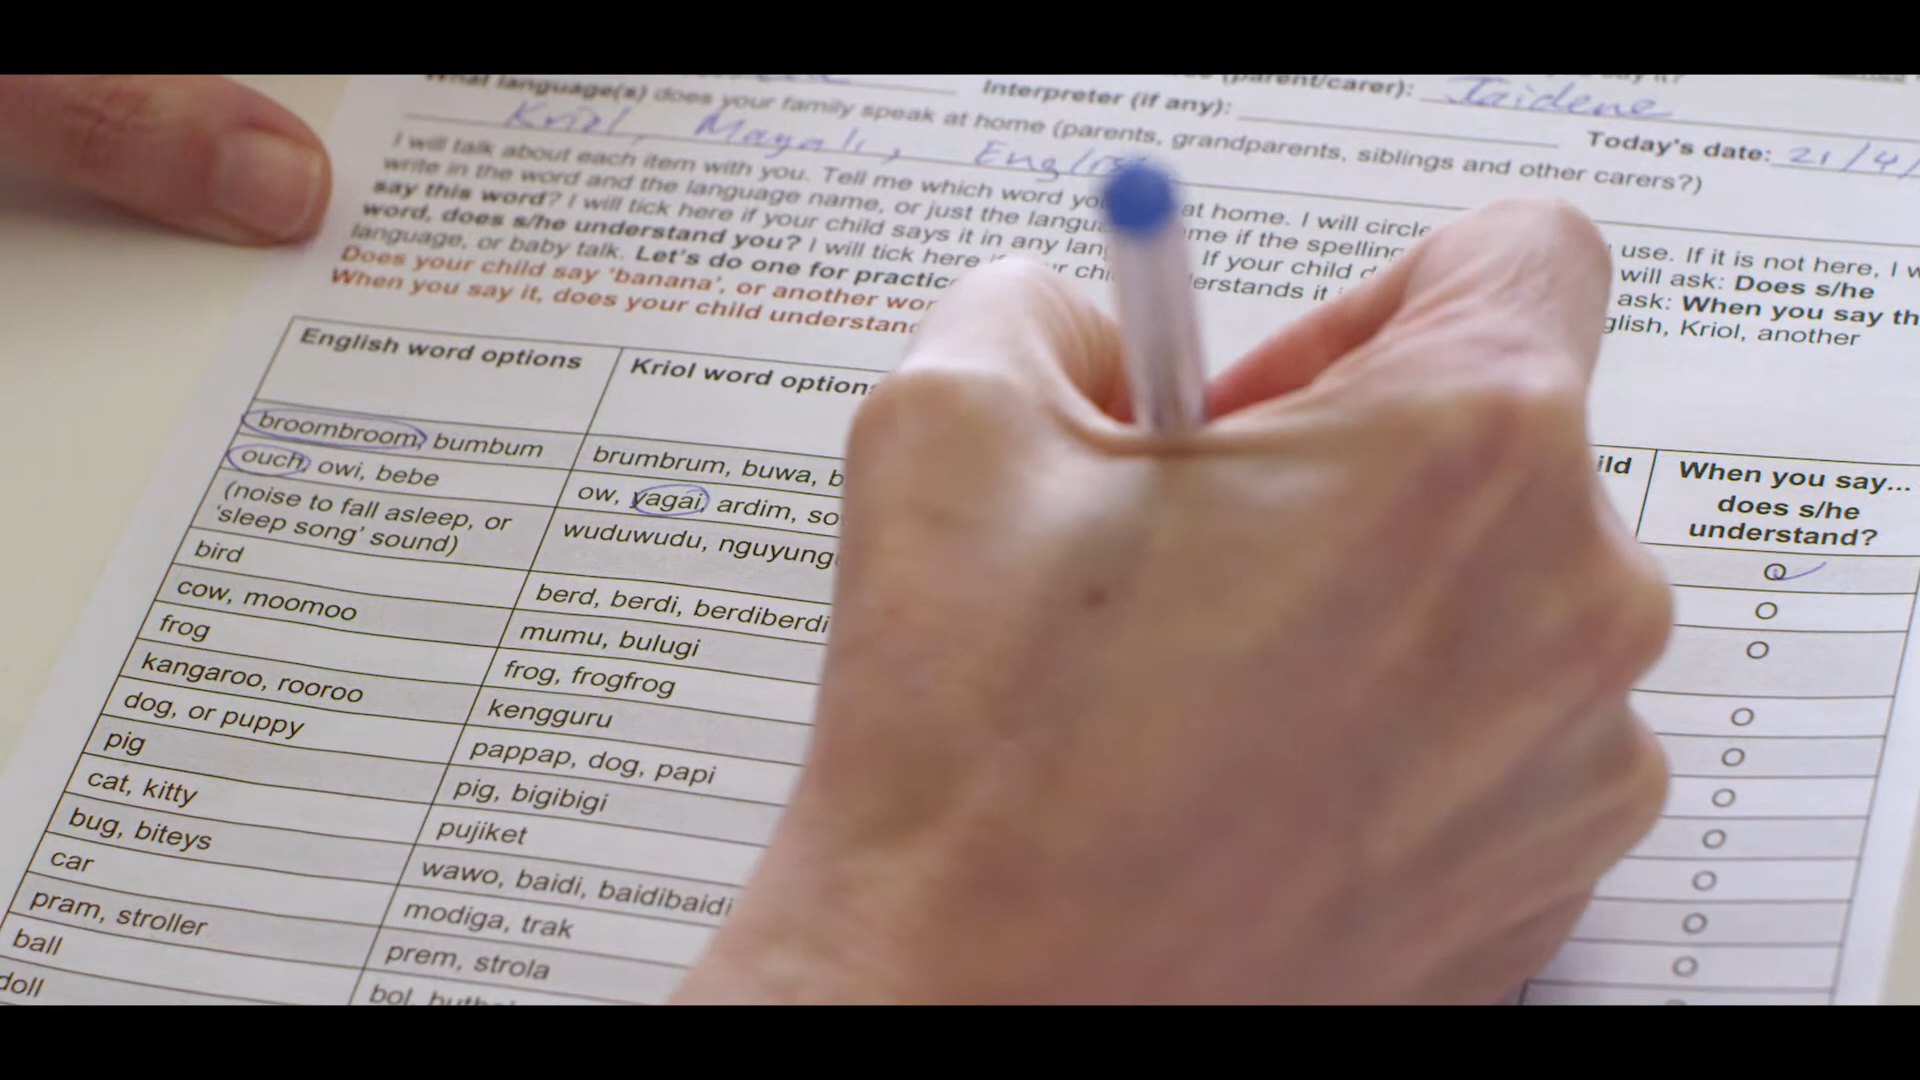 What language(s) does your family speak at home (parents, grandparents, siblings and other carers?)
Interpreter (if any):
(parent/carer): Jaidene
Kriol, Mayali, English
Today's date: 21/4/
I will talk about each item with you. Tell me which word you at home. I will circle use. If it is not here, I w
write in the word and the language name, or just the langu me if the spelling will ask: Does s/he
say this word? I will tick here if your child says it in any lan If your child d ask: When you say th
word, does s/he understand you? I will tick here chi erstands it i glish, Kriol, another
language, or baby talk. Let's do one for practic
Does your child say 'banana', or another wor
When you say it, does your child understand
English word options Kriol word options ild When you say... does s/he understand?
broombroom, bumbum brumbrum, buwa, b
ouch, owi, bebe ow, yagai, ardim, so
(noise to fall asleep, or 'sleep song' sound) wuduwudu, nguyung
bird berd, berdi, berdiberdi
cow, moomoo mumu, bulugi
frog frog, frogfrog
kangaroo, rooroo kengguru
dog, or puppy pappap, dog, papi
pig pig, bigibigi
cat, kitty pujiket
bug, biteys wawo, baidi, baidibaidi
car modiga, trak
pram, stroller prem, strola
ball bol,
doll